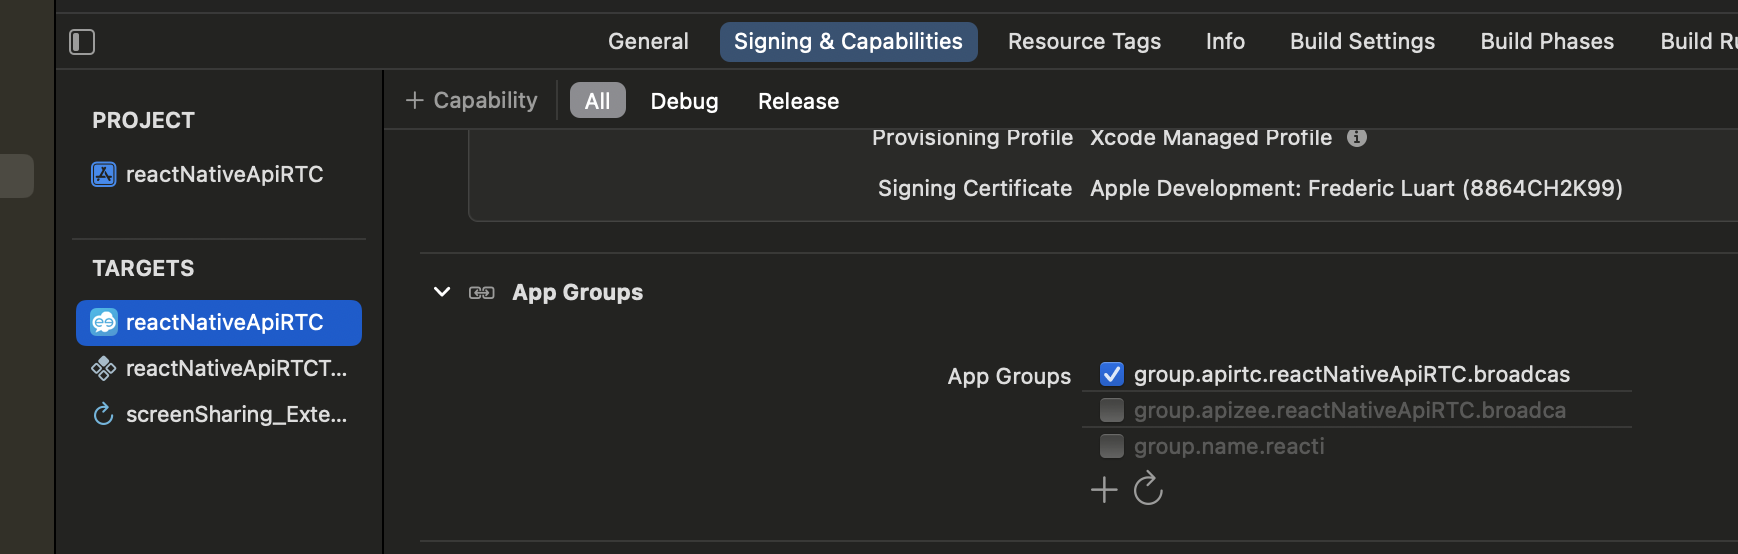 General Signing & Capabilities Resource Tags Info Build Settings Build Phases Build Ru
+ Capability All Debug Release
PROJECT
reactNativeApiRTC
TARGETS
reactNativeApiRTC
reactNativeApiRTCT...
screenSharing_Exte...
Provisioning Profile Xcode Managed Profile
Signing Certificate Apple Development: Frederic Luart (8864CH2K99)
App Groups
App Groups group.apirtc.reactNativeApiRTC.broadcas
group.apizee.reactNativeApiRTC.broadca
group.name.reacti